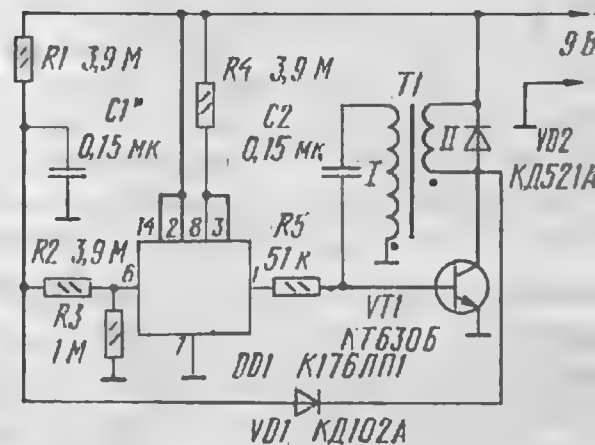 R1 3,9 М
R4 3,9 М
T1
9 В
C1*
0,15 мк
C2
0,15 мк
I
II
VD2
КД521А
14
2
8
3
R2 3,9 М
6
1
R5
51 к
R3
1 М
7
VT1
КТ630Б
DD1 К176ЛП1
VD1 КД102А